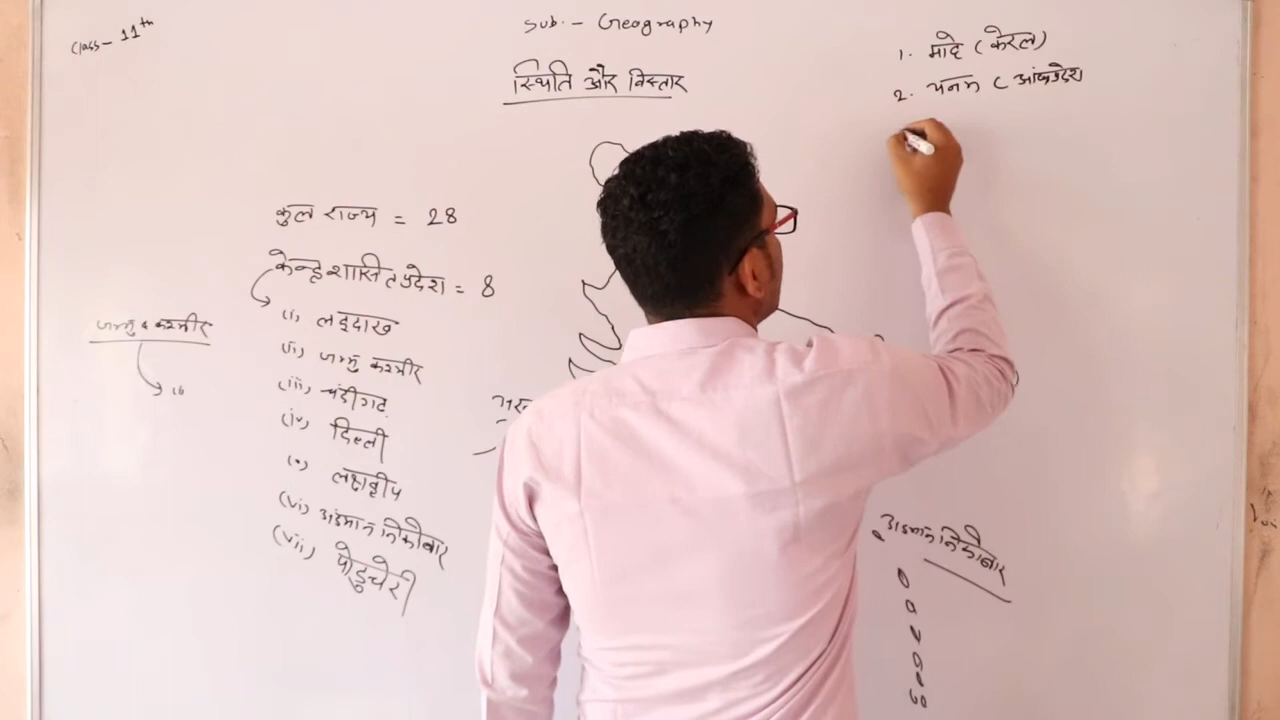 Class- 11th
Sub.- Geography
स्थिति और विस्तार
1. माहे (केरल)
2. यनम (आंध्रप्रदेश
कुल राज्य = 28
केन्द्रशासित प्रदेश = 8
(i) लद्दाख
(ii) जम्मु कश्मीर
(iii) चंडीगढ़
(iv) दिल्ली
(v) लक्षद्वीप
(vi) अंडमान निकोबार
(vii) पोडुचेरी
जम्मु व कश्मीर
अंडमान निकोबार